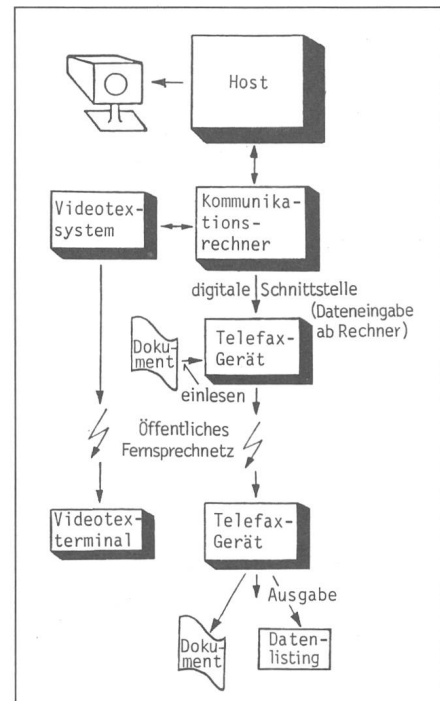 Host
Videotex-
system
Kommunika-
tions-
rechner
digitale Schnittstelle
(Dateneingabe
ab Rechner)
Doku-
ment
Telefax-
Gerät
einlesen
Öffentliches
Fernsprechnetz
Videotex-
terminal
Telefax-
Gerät
Ausgabe
Doku-
ment
Daten-
listing